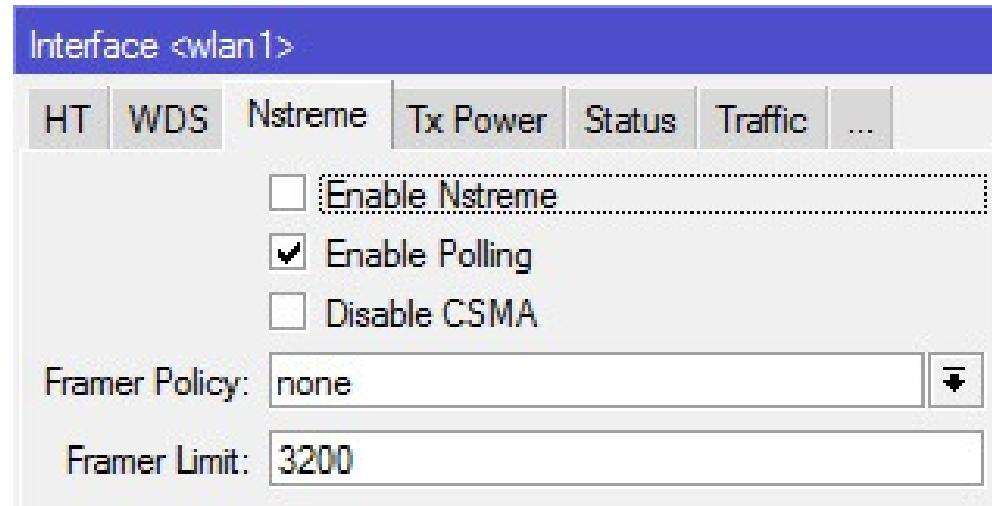 Interface <wlan1>
HT WDS Nstreme Tx Power Status Traffic ...
Enable Nstreme
Enable Polling
Disable CSMA
Framer Policy: none
Framer Limit: 3200